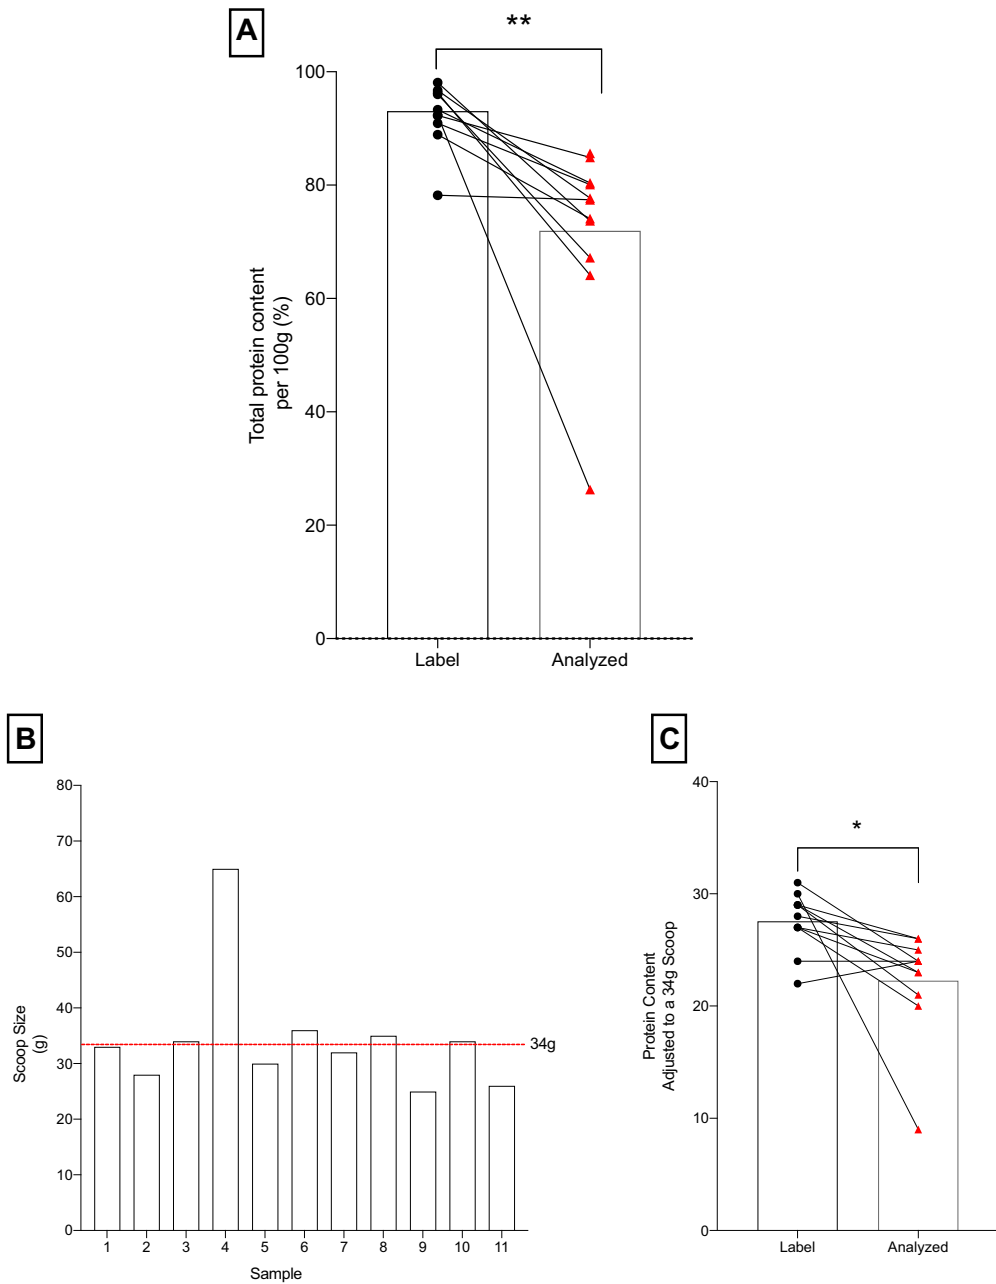 A
**
100
80
60
40
20
0
Total protein content
per 100g (%)
Label
Analyzed
B
80
70
60
50
40
30
20
10
0
Scoop Size
(g)
34g
1 2 3 4 5 6 7 8 9 10 11
Sample
C
*
40
30
20
10
0
Protein Content
Adjusted to a 34g Scoop
Label
Analyzed